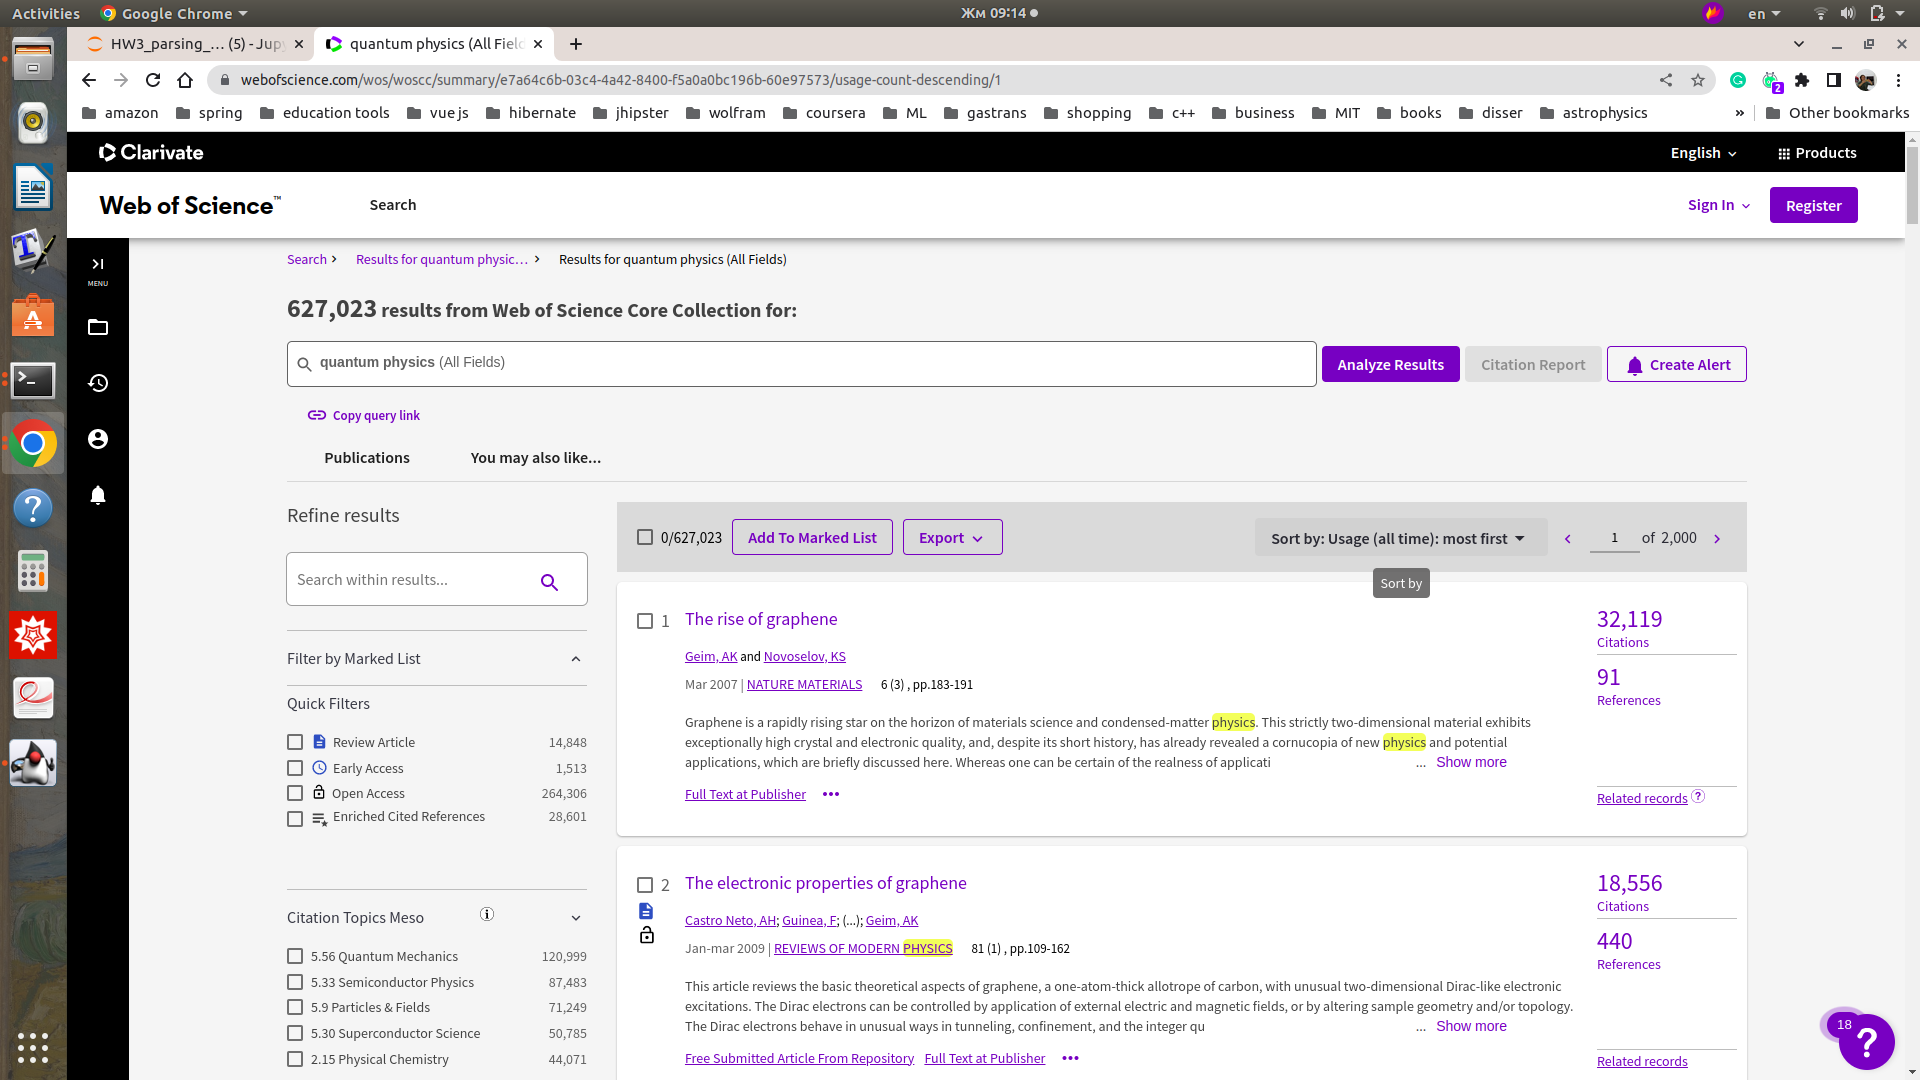 Activities
Google Chrome
Жм 09:14
en
HW3_parsing_… (5) - Jup
quantum physics (All Fiel
webofscience.com/wos/woscc/summary/e7a64c6b-03c4-4a42-8400-f5a0a0bc196b-60e97573/usage-count-descending/1
2
amazon
spring
education tools
vue js
hibernate
jhipster
wolfram
coursera
ML
gastrans
shopping
c++
business
MIT
books
disser
astrophysics
»
Other bookmarks
Clarivate
English
Products
Web of Science™
Search
Sign In
Register
MENU
Search
Results for quantum physic…
Results for quantum physics (All Fields)
627,023 results from Web of Science Core Collection for:
quantum physics (All Fields)
Analyze Results
Citation Report
Create Alert
Copy query link
Publications
You may also like...
Refine results
Search within results...
Filter by Marked List
Quick Filters
Review Article 14,848
Early Access 1,513
Open Access 264,306
Enriched Cited References 28,601
Citation Topics Meso
5.56 Quantum Mechanics 120,999
5.33 Semiconductor Physics 87,483
5.9 Particles & Fields 71,249
5.30 Superconductor Science 50,785
2.15 Physical Chemistry 44,071
0/627,023
Add To Marked List
Export
Sort by: Usage (all time): most first
1 of 2,000
Sort by
1
The rise of graphene
Geim, AK and Novoselov, KS
Mar 2007 | NATURE MATERIALS 6 (3) , pp.183-191
Graphene is a rapidly rising star on the horizon of materials science and condensed-matter physics. This strictly two-dimensional material exhibits
exceptionally high crystal and electronic quality, and, despite its short history, has already revealed a cornucopia of new physics and potential
applications, which are briefly discussed here. Whereas one can be certain of the realness of applicati ... Show more
Full Text at Publisher
32,119
Citations
91
References
Related records
2
The electronic properties of graphene
Castro Neto, AH; Guinea, F; (...); Geim, AK
Jan-mar 2009 | REVIEWS OF MODERN PHYSICS 81 (1) , pp.109-162
This article reviews the basic theoretical aspects of graphene, a one-atom-thick allotrope of carbon, with unusual two-dimensional Dirac-like electronic
excitations. The Dirac electrons can be controlled by application of external electric and magnetic fields, or by altering sample geometry and/or topology.
The Dirac electrons behave in unusual ways in tunneling, confinement, and the integer qu ... Show more
Free Submitted Article From Repository
Full Text at Publisher
18,556
Citations
440
References
Related records
18
?